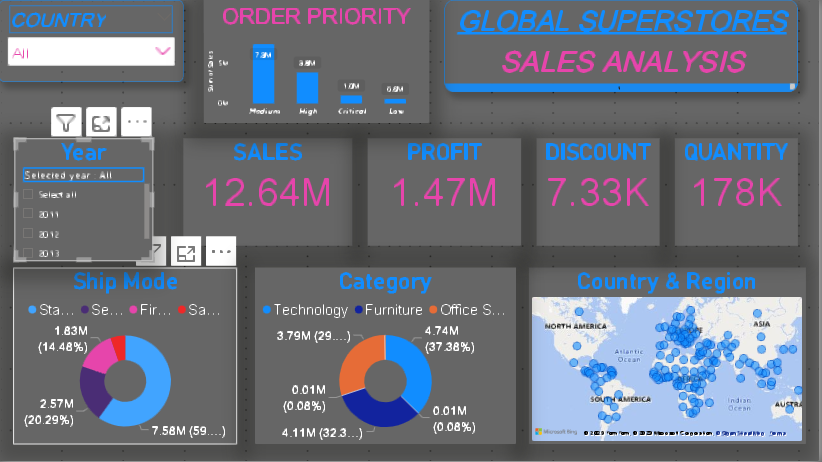 COUNTRY
All
ORDER PRIORITY
Sum of Sales
5M
0M
7.3M
3.8M
1.0M
0.6M
Medium
High
Critical
Low
GLOBAL SUPERSTORES
SALES ANALYSIS
Year
Selected year All
Select all
2011
2012
2013
SALES
12.64M
PROFIT
1.47M
DISCOUNT
7.33K
QUANTITY
178K
Ship Mode
Sta... Se... Fir... Sa...
1.83M
(14.48%)
2.57M
(20.29%)
7.58M (59....)
Category
Technology Furniture Office S...
3.79M (29....)
4.74M
(37.38%)
0.01M
(0.08%)
0.01M
(0.08%)
4.11M (32.3...)
Country & Region
NORTH AMERICA
ASIA
Atlantic
Ocean
AFRICA
SOUTH AMERICA
Indian
Ocean
AUSTRA
Microsoft Bing
© 2023 TomTom, © 2023 Microsoft Corporation © OpenStreetMap Terms